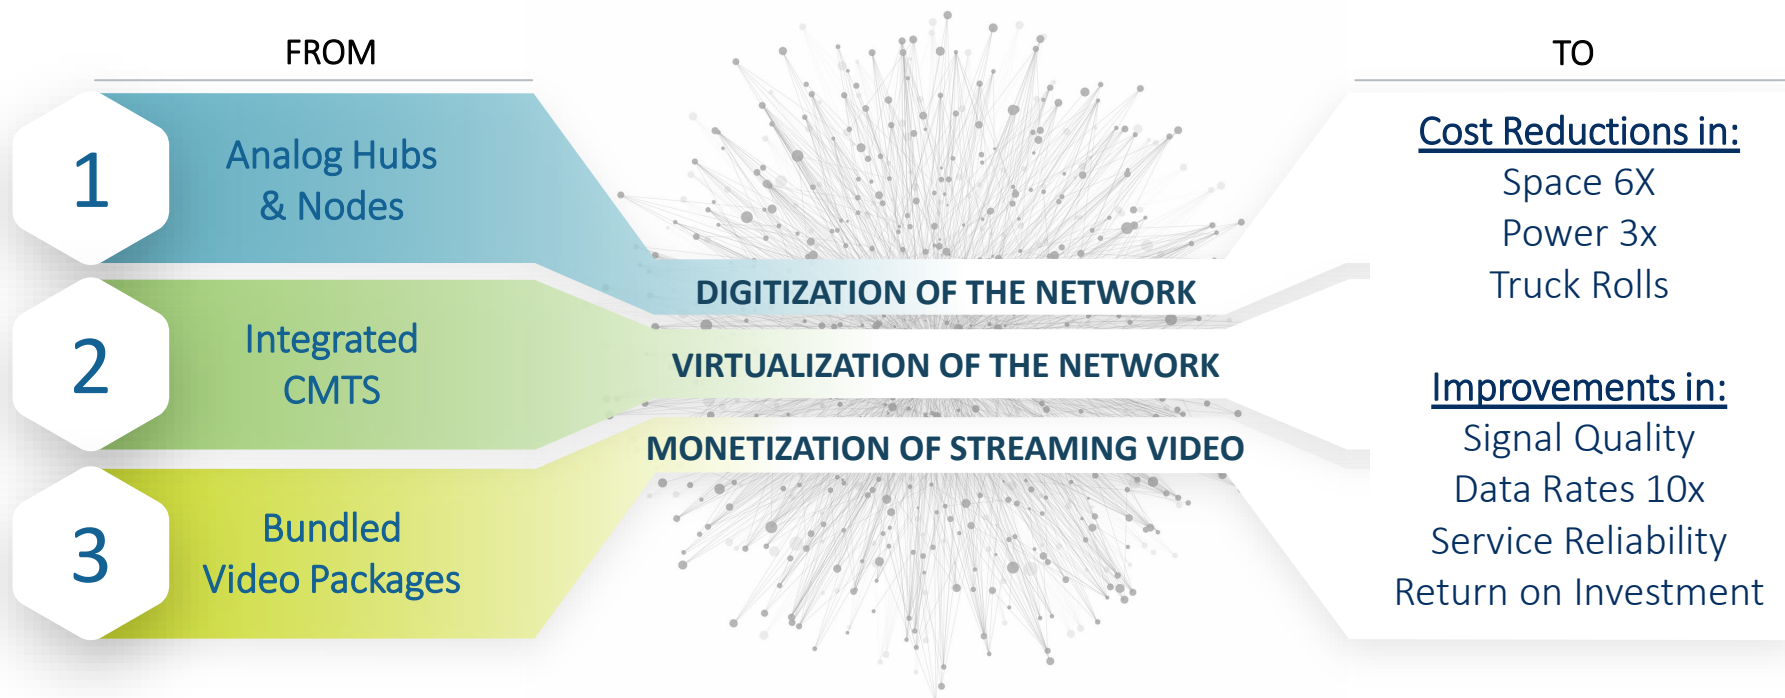 FROM
TO
1
Analog Hubs
& Nodes
2
Integrated
CMTS
3
Bundled
Video Packages
DIGITIZATION OF THE NETWORK
VIRTUALIZATION OF THE NETWORK
MONETIZATION OF STREAMING VIDEO
Cost Reductions in:
Space 6X
Power 3x
Truck Rolls
Improvements in:
Signal Quality
Data Rates 10x
Service Reliability
Return on Investment